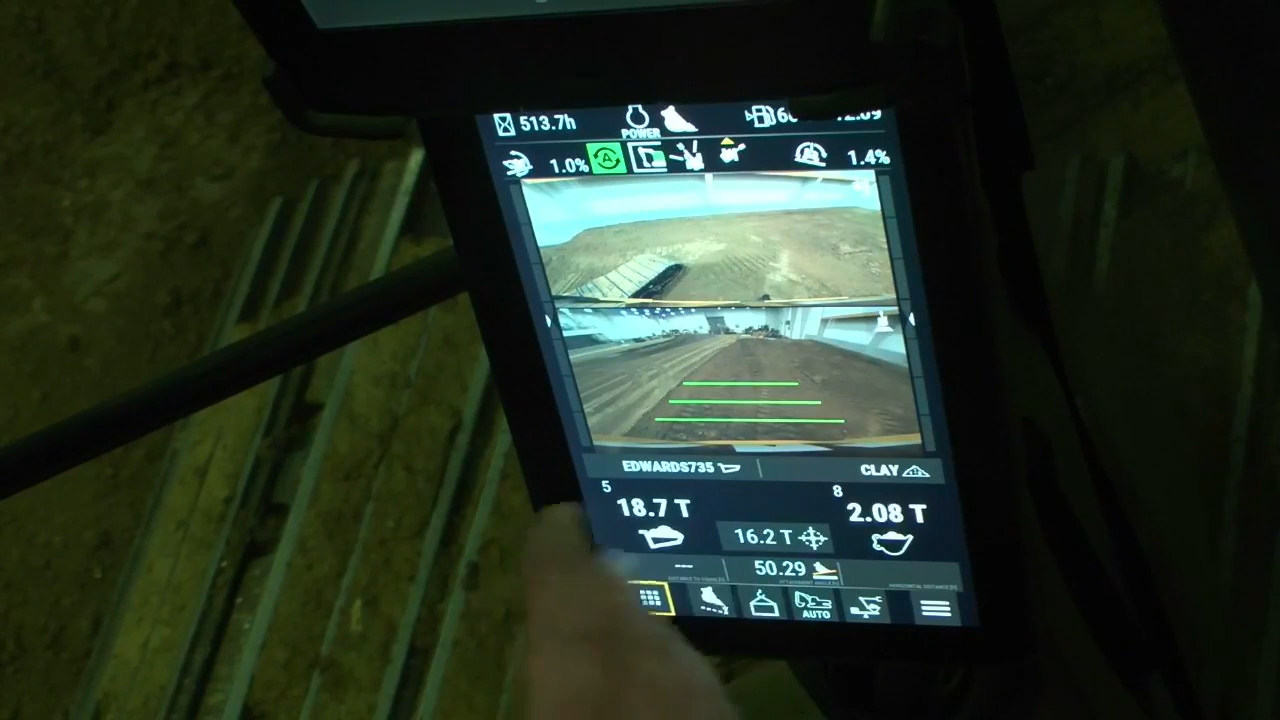 513.7h
POWER
1.0%
A
1.4%
EDWARDS735
CLAY
5
8
18.7 T
2.08 T
16.2 T
50.29
AUTO